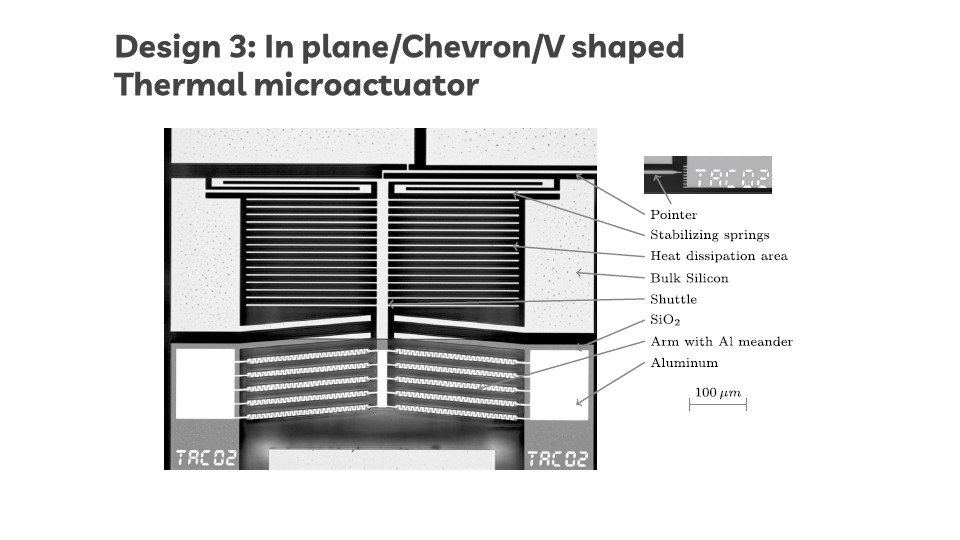 Design 3: In plane/Chevron/V shaped
Thermal microactuator
TAC02
Pointer
Stabilizing springs
Heat dissipation area
Bulk Silicon
Shuttle
SiO₂
Arm with Al meander
Aluminum
100 μm
TAC02
TAC02